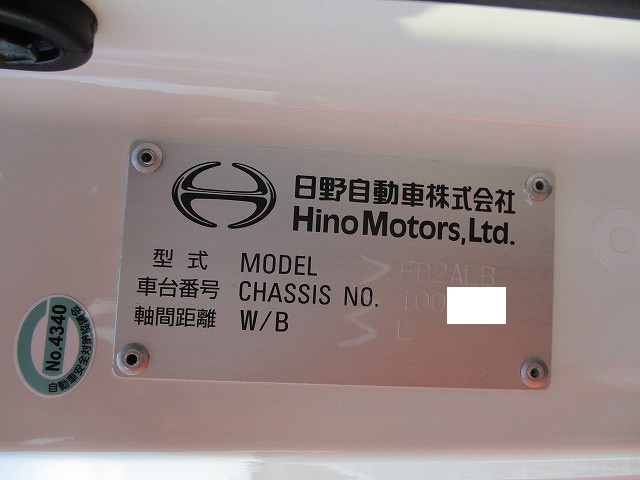 日野自動車株式会社
Hino Motors, Ltd.
型式 MODEL FD2ALB
車台番号 CHASSIS NO. 100
軸間距離 W/B L
No.4340